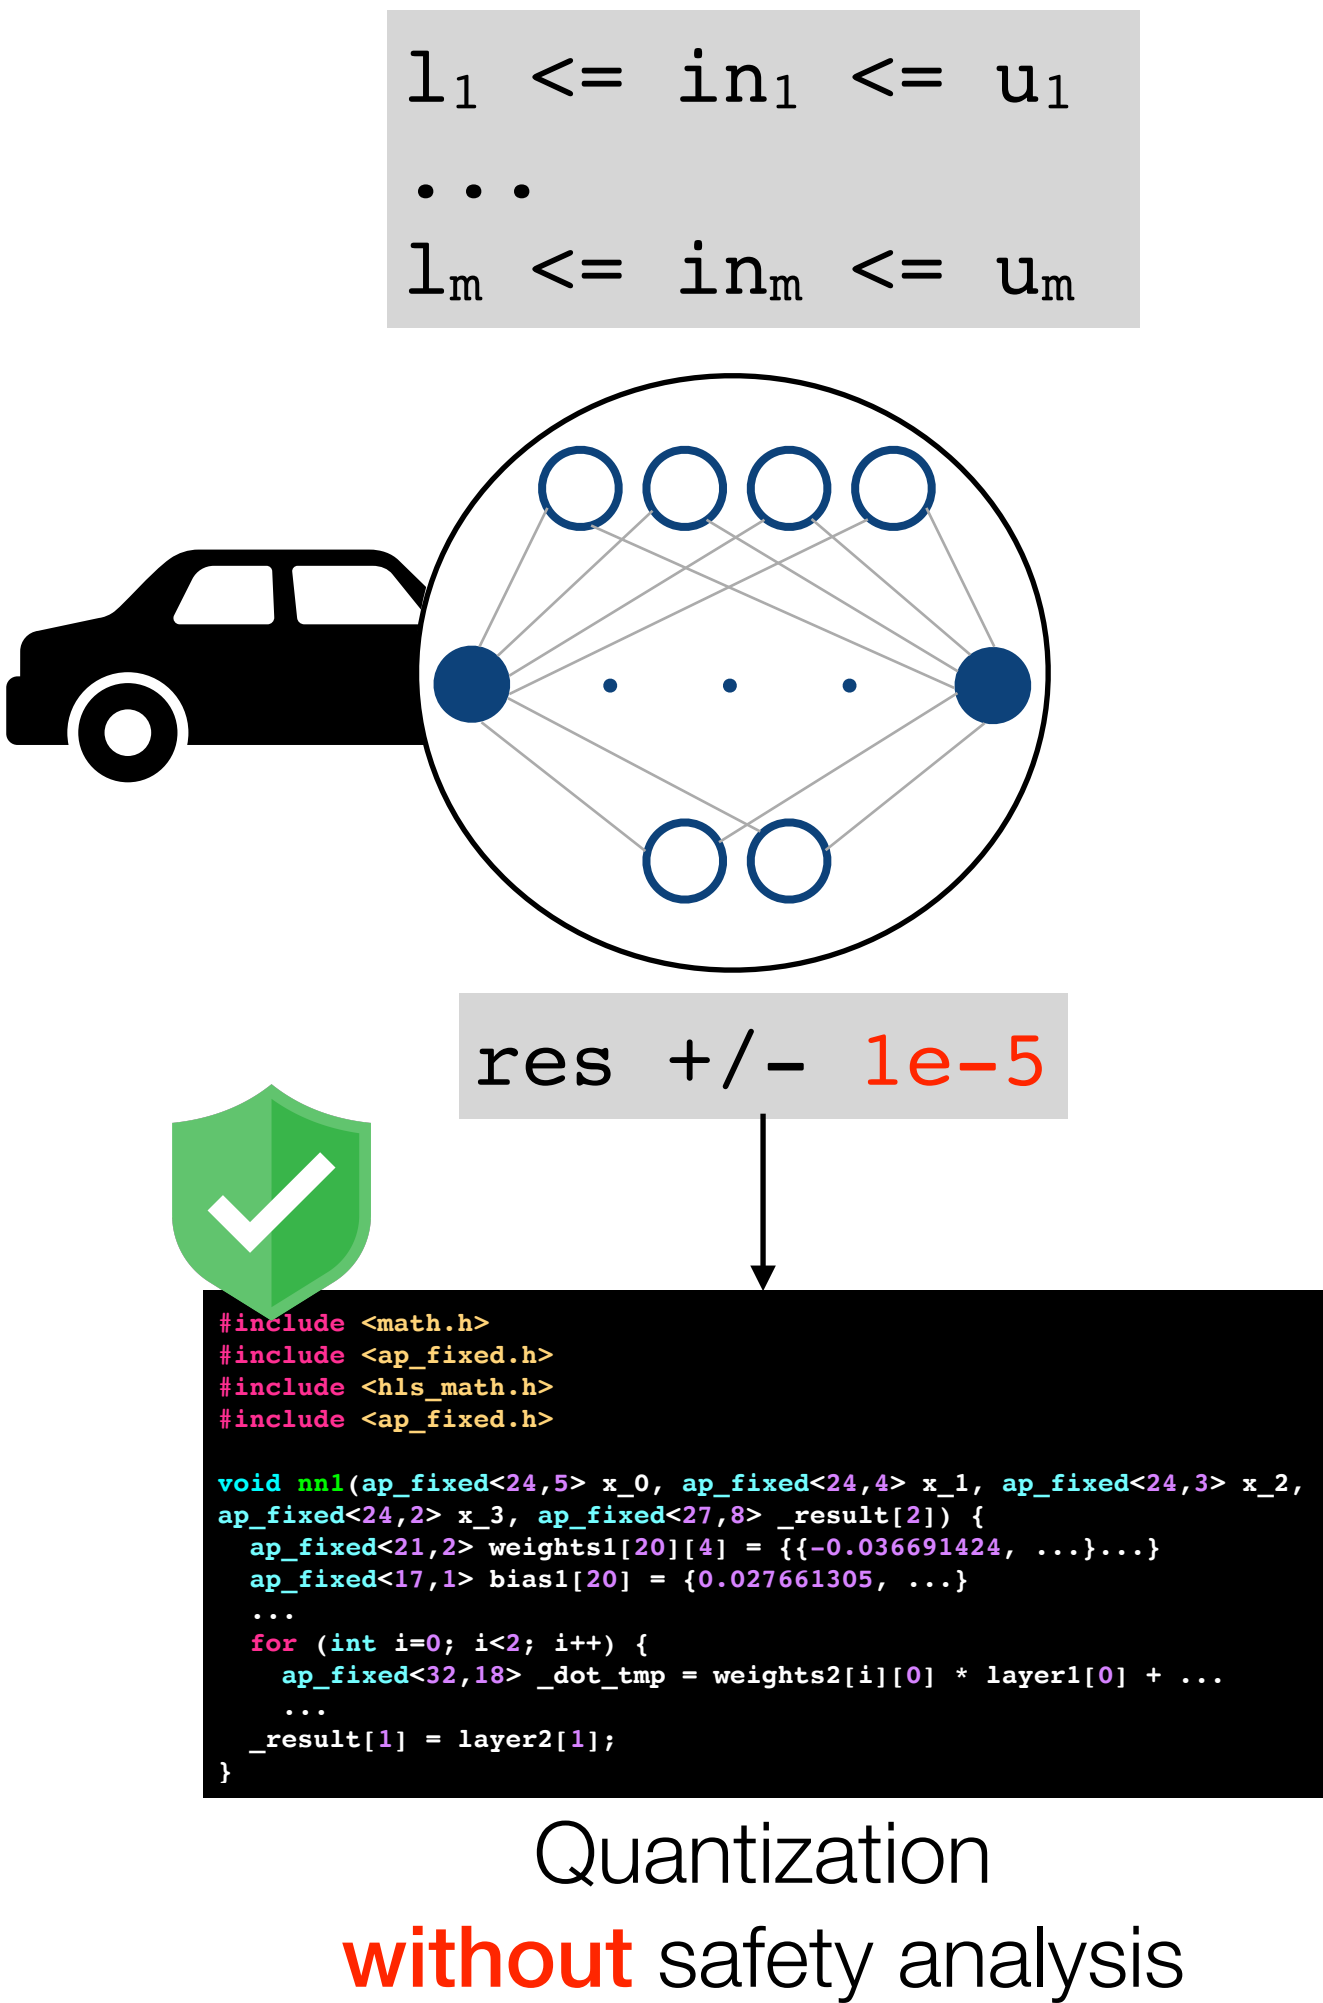 l₁ <= in₁ <= u₁
...
lₘ <= inₘ <= uₘ
res +/- 1e-5
#include <math.h>
#include <ap_fixed.h>
#include <hls_math.h>
#include <ap_fixed.h>
void nn1(ap_fixed<24,5> x_0, ap_fixed<24,4> x_1, ap_fixed<24,3> x_2,
ap_fixed<24,2> x_3, ap_fixed<27,8> _result[2]) {
  ap_fixed<21,2> weights1[20][4] = {{-0.036691424, ...}...}
  ap_fixed<17,1> bias1[20] = {0.027661305, ...}
  ...
  for (int i=0; i<2; i++) {
    ap_fixed<32,18> _dot_tmp = weights2[i][0] * layer1[0] + ...
    ...
  _result[1] = layer2[1];
}
Quantization
without safety analysis